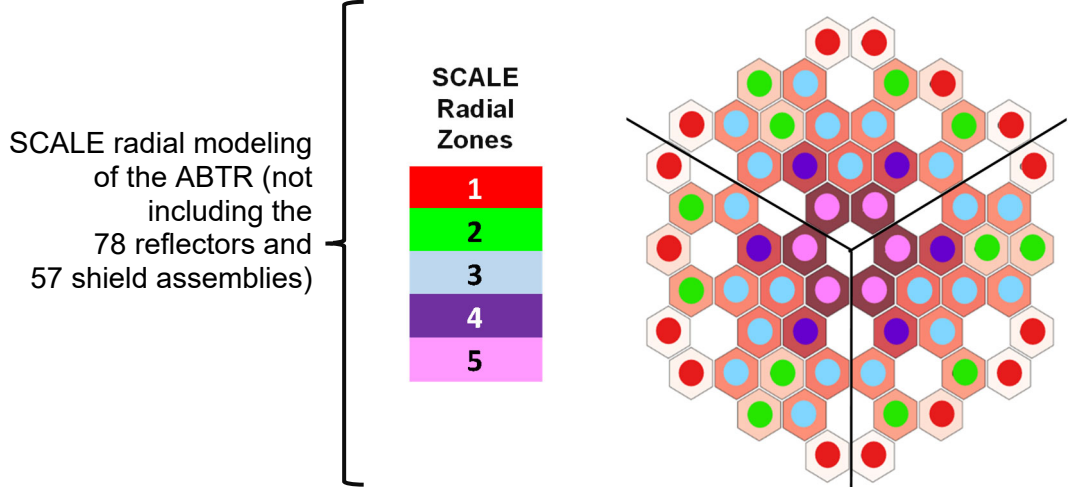 SCALE radial modeling
of the ABTR (not
including the
78 reflectors and
57 shield assemblies)
SCALE
Radial
Zones
1
2
3
4
5